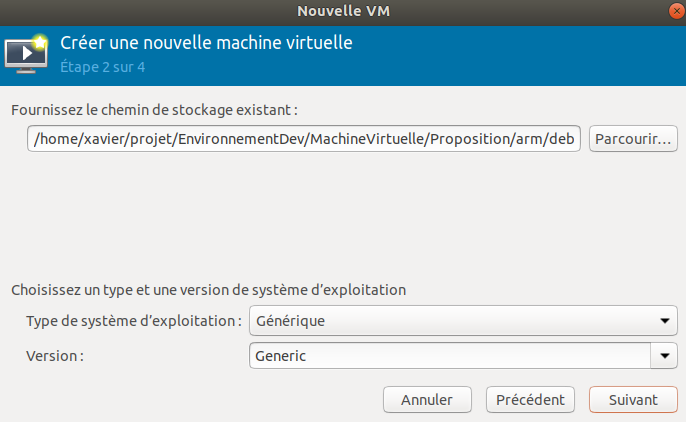 Nouvelle VM
Créer une nouvelle machine virtuelle
Étape 2 sur 4
Fournissez le chemin de stockage existant :
/home/xavier/projet/EnvironnementDev/MachineVirtuelle/Proposition/arm/deb Parcourir...
Choisissez un type et une version de système d'exploitation
Type de système d'exploitation : Générique
Version : Generic
Annuler Précédent Suivant